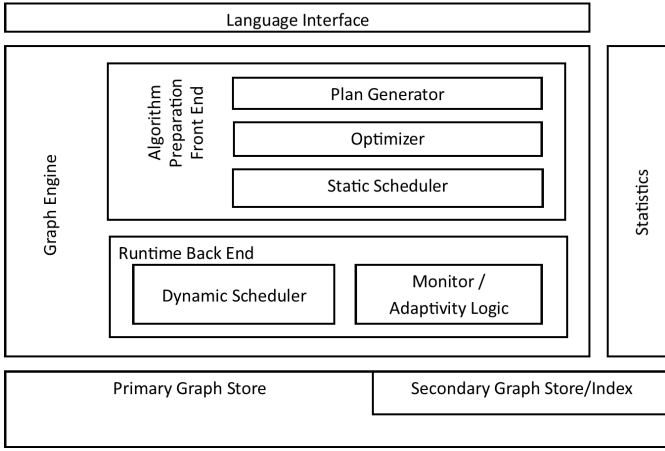 Language Interface
Graph Engine
Algorithm
Preparation
Front End
Plan Generator
Optimizer
Static Scheduler
Runtime Back End
Dynamic Scheduler
Monitor /
Adaptivity Logic
Statistics
Primary Graph Store
Secondary Graph Store/Index